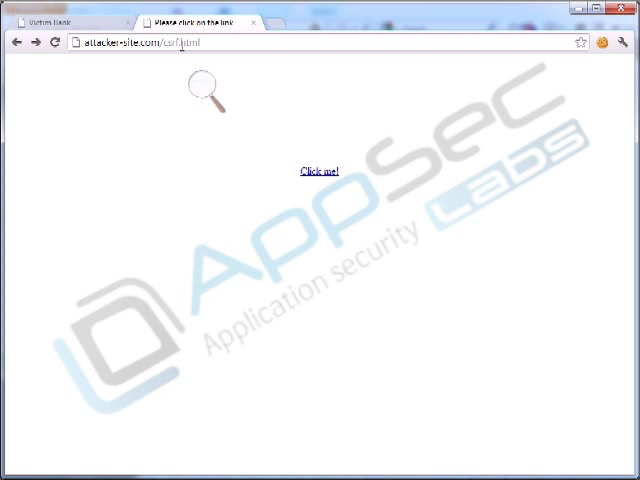 Victim Bank
Please click on the link
attacker-site.com/csrf.html
Click me!
AppSec
Labs
Application security